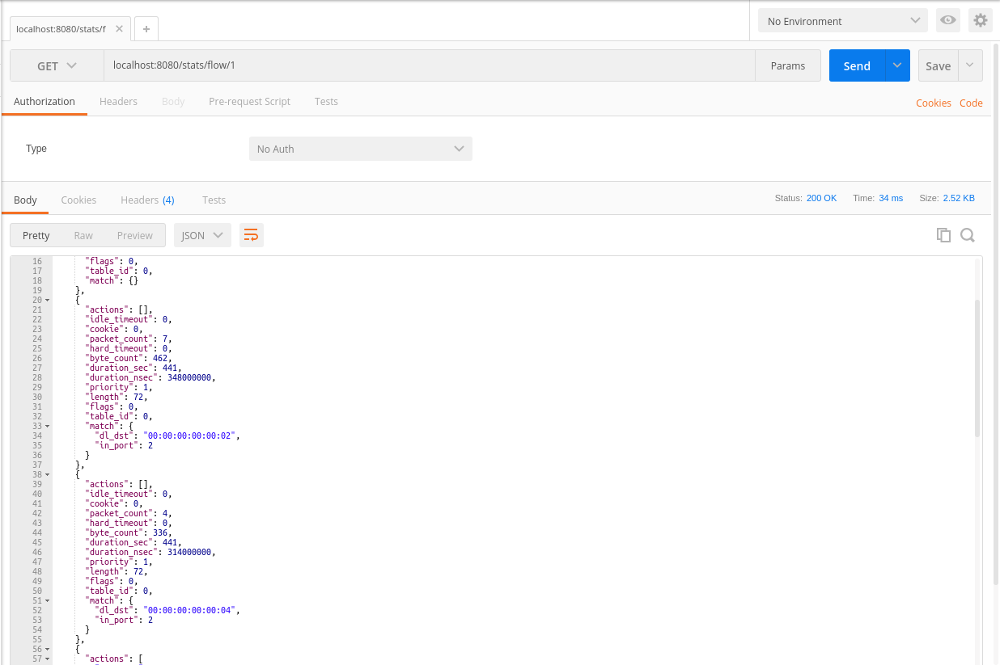 localhost:8080/stats/f
No Environment
GET localhost:8080/stats/flow/1 Params Send Save
Authorization Headers Body Pre-request Script Tests Cookies Code
Type No Auth
Body Cookies Headers (4) Tests Status: 200 OK Time: 34 ms Size: 2.52 KB
Pretty Raw Preview JSON
16 "flags": 0,
17 "table_id": 0,
18 "match": {}
19 },
20 {
21 "actions": [],
22 "idle_timeout": 0,
23 "cookie": 0,
24 "packet_count": 7,
25 "hard_timeout": 0,
26 "byte_count": 462,
27 "duration_sec": 441,
28 "duration_nsec": 348000000,
29 "priority": 1,
30 "length": 72,
31 "flags": 0,
32 "table_id": 0,
33 "match": {
34 "dl_dst": "00:00:00:00:00:02",
35 "in_port": 2
36 }
37 },
38 {
39 "actions": [],
40 "idle_timeout": 0,
41 "cookie": 0,
42 "packet_count": 4,
43 "hard_timeout": 0,
44 "byte_count": 336,
45 "duration_sec": 441,
46 "duration_nsec": 314000000,
47 "priority": 1,
48 "length": 72,
49 "flags": 0,
50 "table_id": 0,
51 "match": {
52 "dl_dst": "00:00:00:00:00:04",
53 "in_port": 2
54 }
55 },
56 {
57 "actions": [